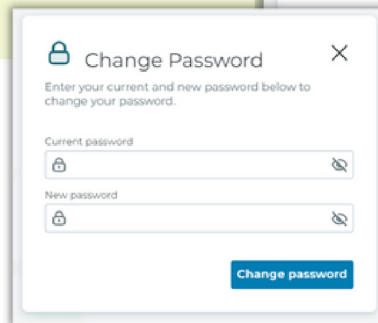 Change Password
Enter your current and new password below to
change your password.
Current password
New password
Change password